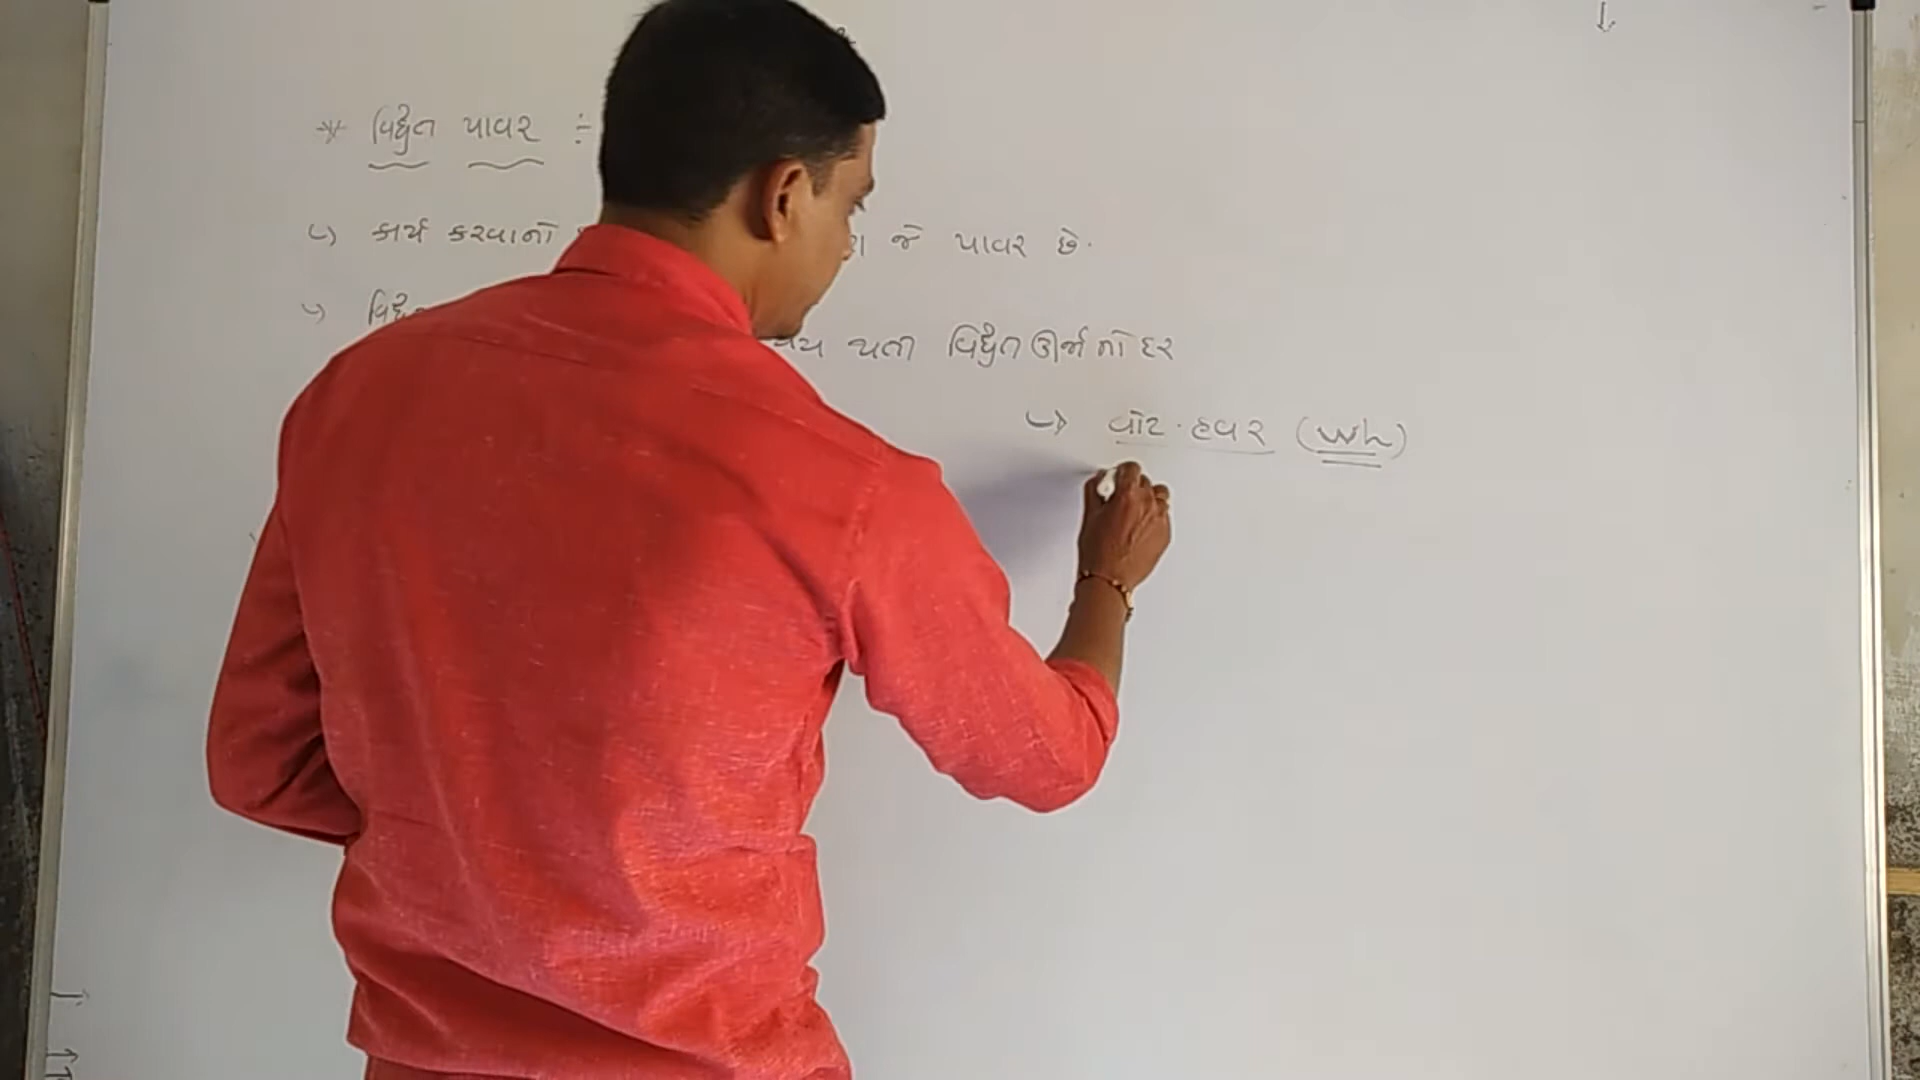 * વિદ્યુત પાવર ÷
કાર્ય કરવાનો જ પાવર છે.
થતી વિદ્યુત ઊર્જા નો દર
વોટ.હવર (Wh)